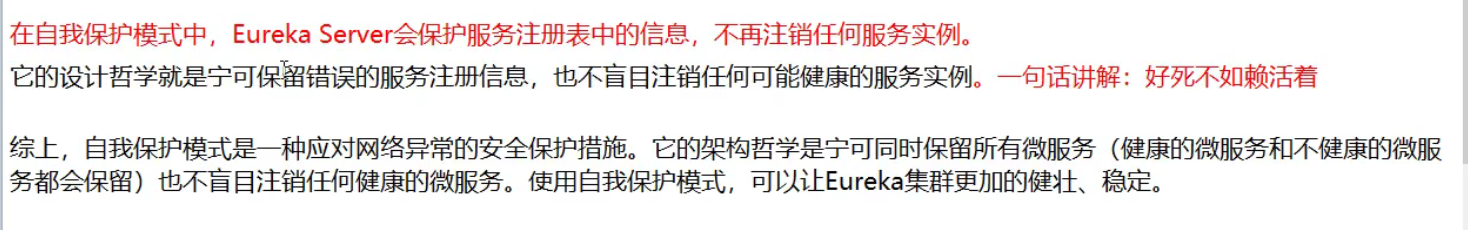 在自我保护模式中，Eureka Server会保护服务注册表中的信息，不再注销任何服务实例。
它的设计哲学就是宁可保留错误的服务注册信息，也不盲目注销任何可能健康的服务实例。一句话讲解：好死不如赖活着
综上，自我保护模式是一种应对网络异常的安全保护措施。它的架构哲学是宁可同时保留所有微服务（健康的微服务和不健康的微服
务都会保留）也不盲目注销任何健康的微服务。使用自我保护模式，可以让Eureka集群更加的健壮、稳定。